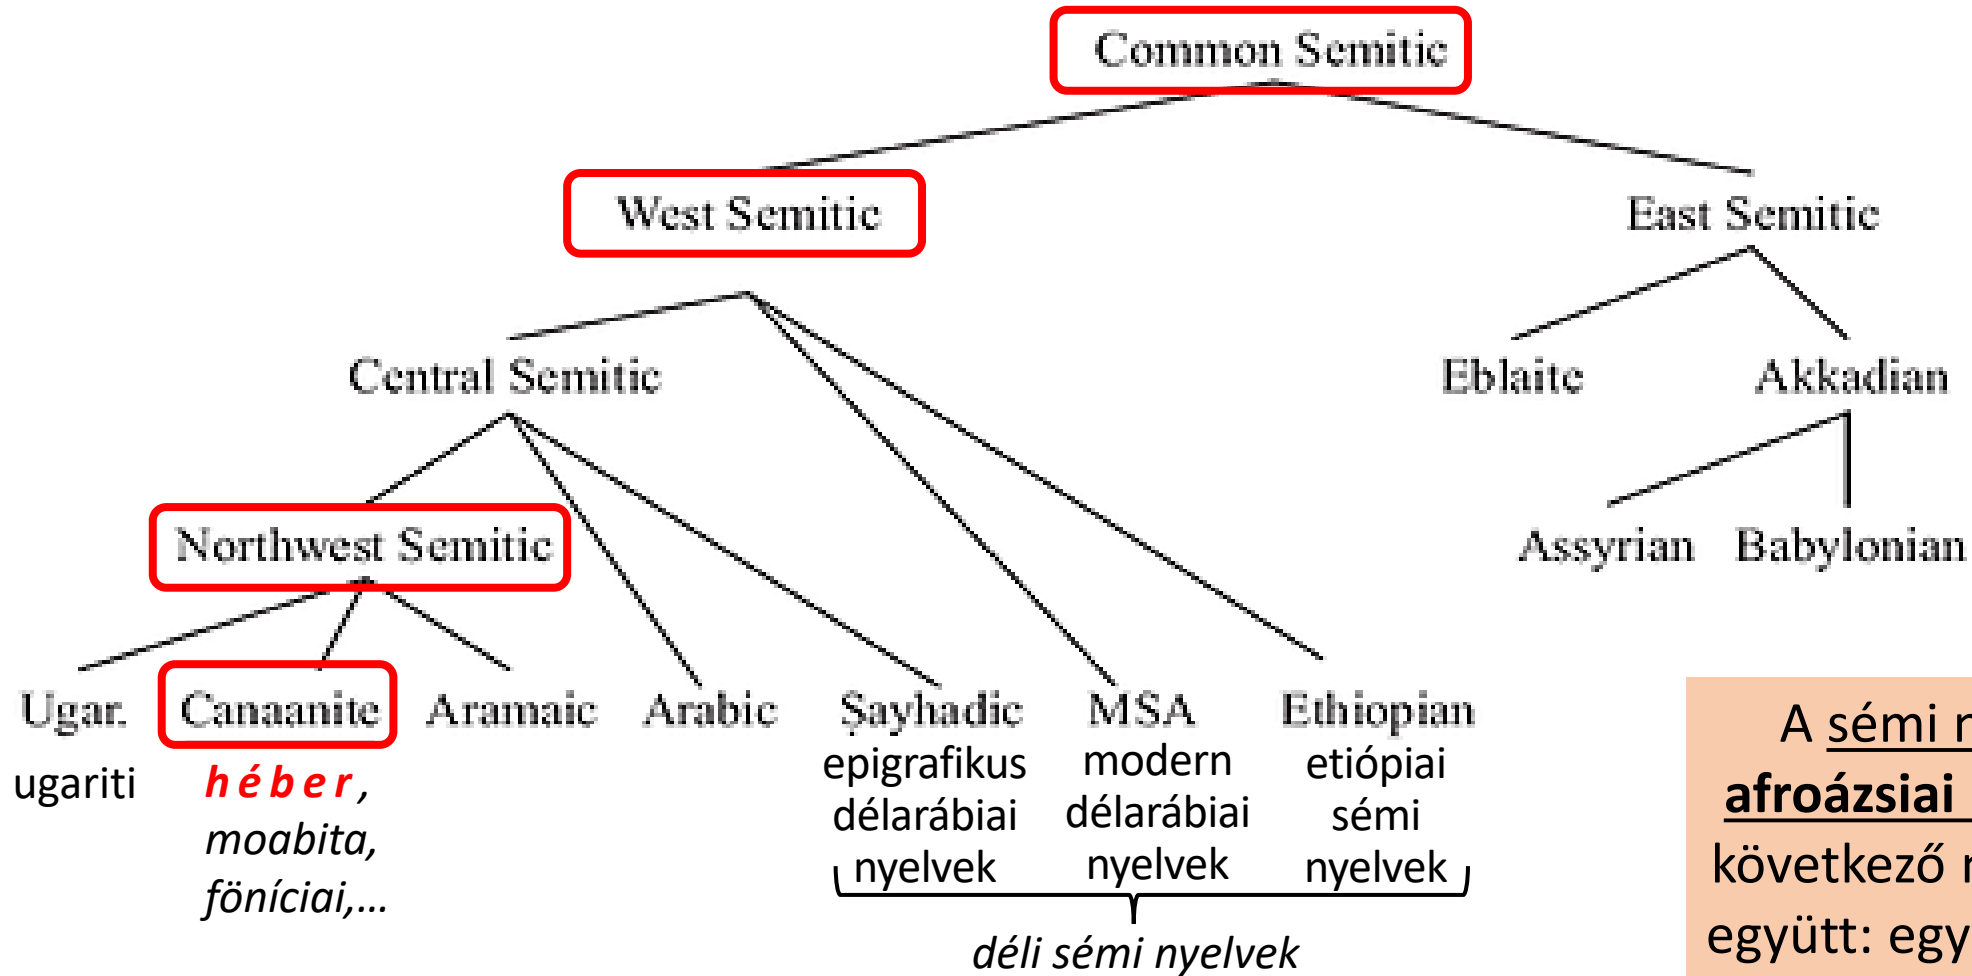 Common Semitic
West Semitic
East Semitic
Central Semitic
Eblaite
Akkadian
Northwest Semitic
Assyrian
Babylonian
Ugar.
Canaanite
Aramaic
Arabic
Ṣayhadic
MSA
Ethiopian
ugariti
héber,
moabita,
föníciai,...
epigrafikus
délarábiai
nyelvek
modern
délarábiai
nyelvek
etiópiai
sémi
nyelvek
déli sémi nyelvek
A sémi
afroázsiai
következő
együtt: